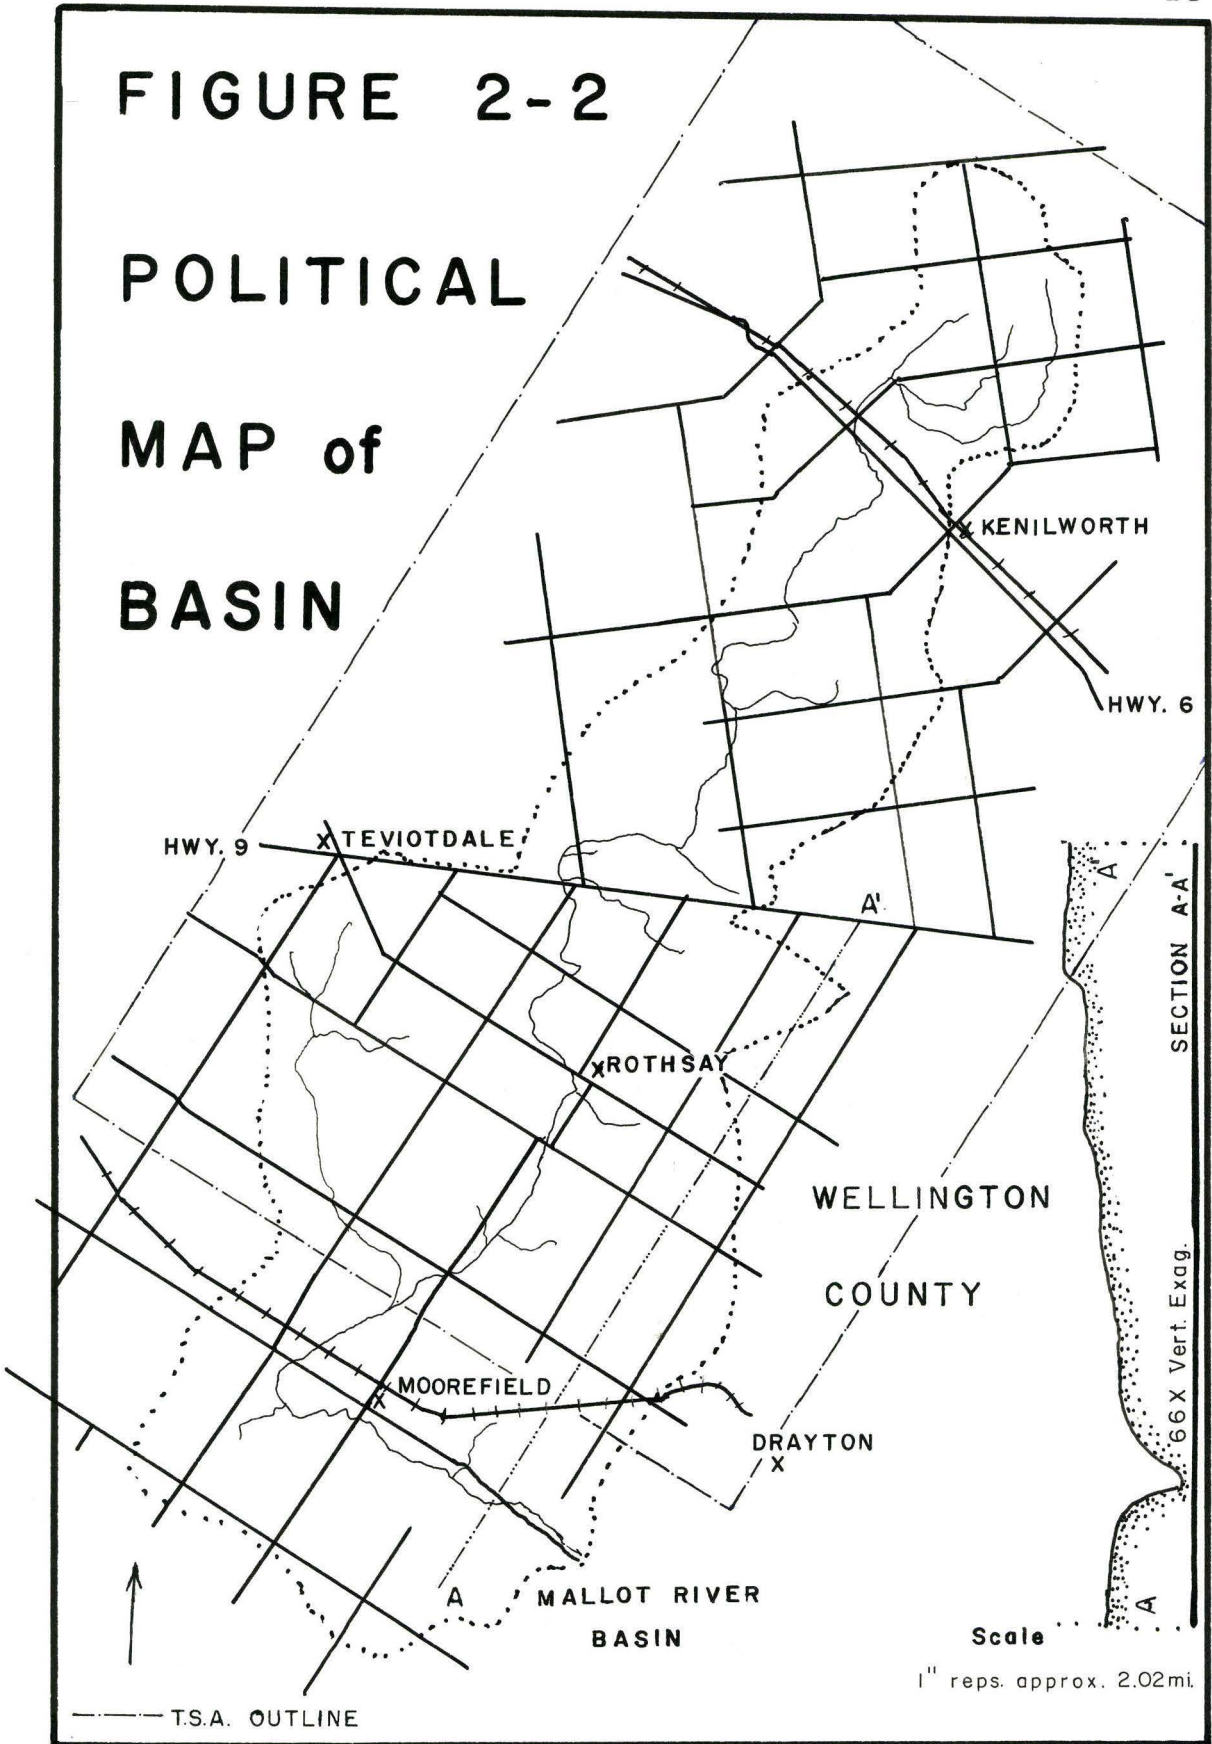 FIGURE 2-2
POLITICAL
MAP of
BASIN
KENILWORTH
HWY. 6
HWY. 9
X TEVIOTDALE
A'
A'
SECTION A-A'
X ROTHSAY
WELLINGTON
COUNTY
66X Vert. Exag.
MOOREFIELD
X
DRAYTON
X
A
A
MALLOT RIVER
BASIN
Scale
1" reps. approx. 2.02mi.
T.S.A. OUTLINE